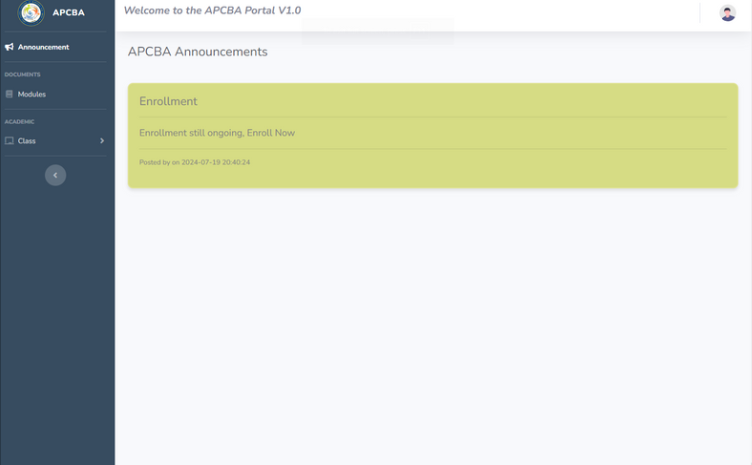 APCBA
Welcome to the APCBA Portal V1.0
Announcement
DOCUMENTS
Modules
ACADEMIC
Class
APCBA Announcements
Enrollment
Enrollment still ongoing, Enroll Now
Posted by on 2024-07-19 20:40:24